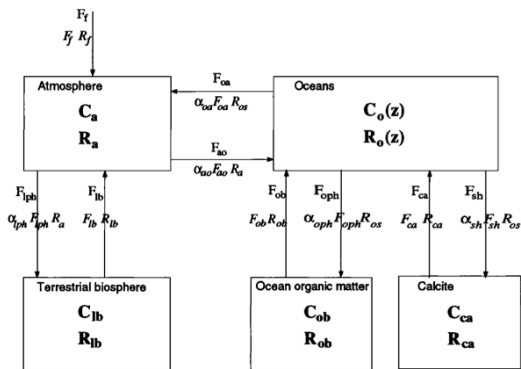 F_f
F_f R_f
Atmosphere
C_a
R_a
F_oa
α_oa F_oa R_os
F_ao
α_ao F_ao R_a
Oceans
C_o(z)
R_o(z)
F_lph
α_lph F_lph R_a
F_lb
F_lb R_lb
F_ob
F_ob R_ob
F_oph
α_oph F_oph R_os
F_ca
F_ca R_ca
F_sh
α_sh F_sh R_os
Terrestrial biosphere
C_lb
R_lb
Ocean organic matter
C_ob
R_ob
Calcite
C_ca
R_ca